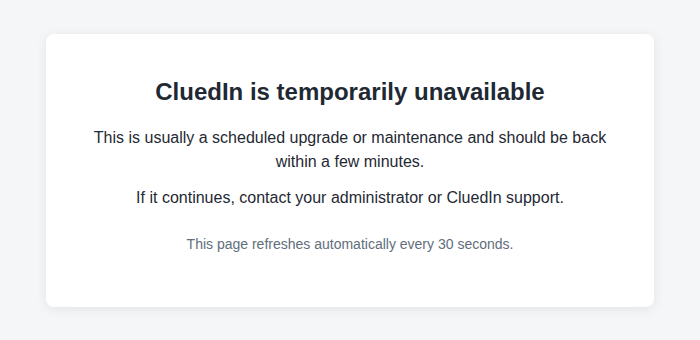 CluedIn is temporarily unavailable
This is usually a scheduled upgrade or maintenance and should be back
within a few minutes.
If it continues, contact your administrator or CluedIn support.
This page refreshes automatically every 30 seconds.